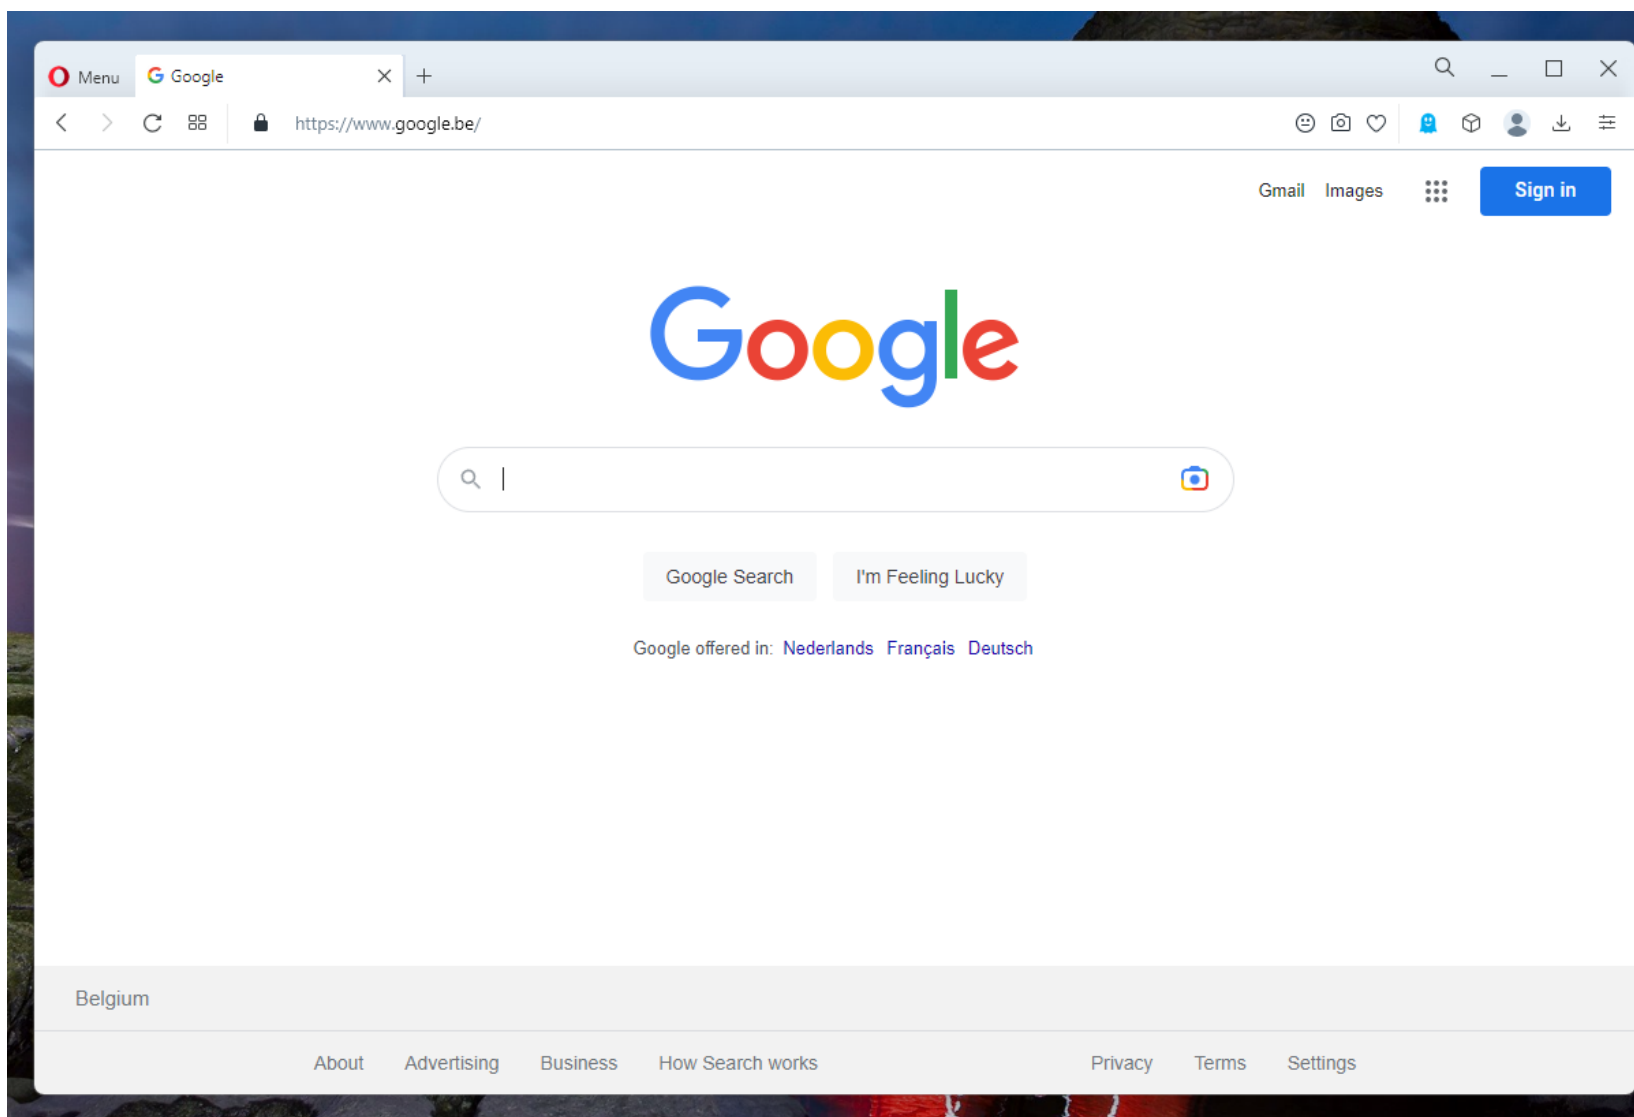 Menu Google
https://www.google.be/
Gmail Images Sign in
Google
Google Search I'm Feeling Lucky
Google offered in: Nederlands Français Deutsch
Belgium
About Advertising Business How Search works Privacy Terms Settings